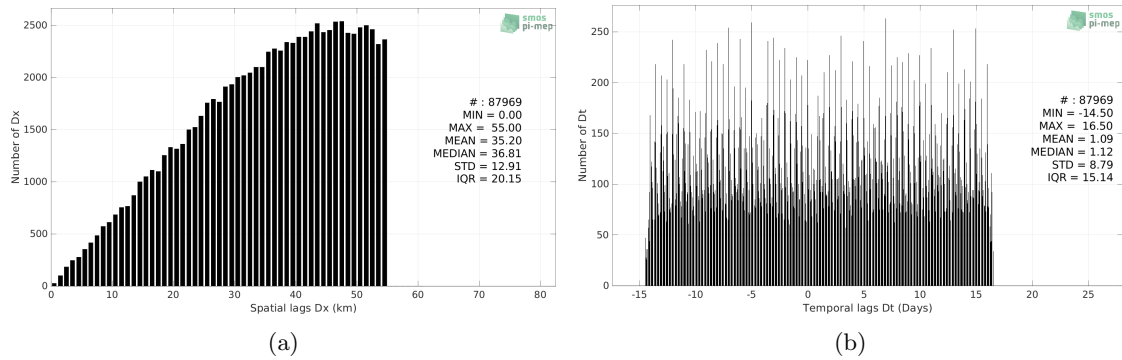 smos
pi-mep
2500
2000
1500
1000
500
0
Number of Dx
# : 87969
MIN = 0.00
MAX = 55.00
MEAN = 35.20
MEDIAN = 36.81
STD = 12.91
IQR = 20.15
0 10 20 30 40 50 60 70 80
Spatial lags Dx (km)
(a)
smos
pi-mep
250
200
150
100
50
0
Number of Dt
# : 87969
MIN = -14.50
MAX = 16.50
MEAN = 1.09
MEDIAN = 1.12
STD = 8.79
IQR = 15.14
-15 -10 -5 0 5 10 15 20 25
Temporal lags Dt (Days)
(b)